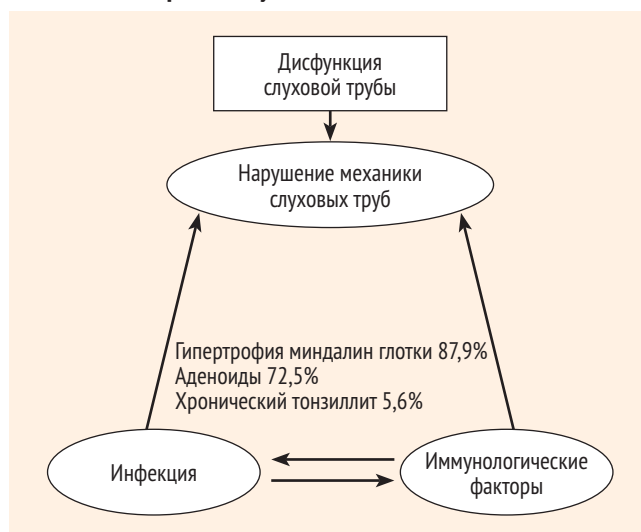 Дисфункция
слуховой трубы
Нарушение механики
слуховых труб
Гипертрофия миндалин глотки 87,9%
Аденоиды 72,5%
Хронический тонзиллит 5,6%
Инфекция
Иммунологические
факторы